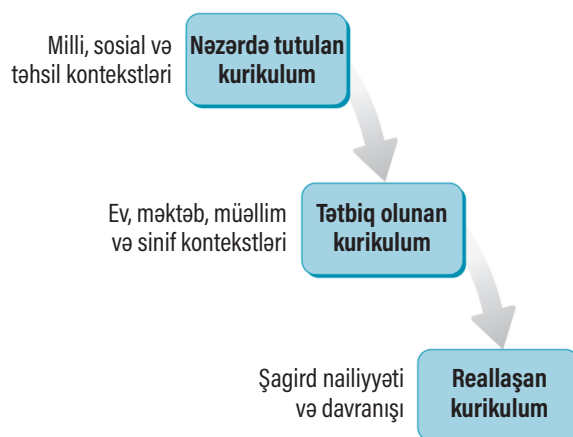 Milli, sosial və
təhsil kontekstləri
Nəzərdə tutulan
kurikulum
Ev, məktəb, müəllim
və sinif kontekstləri
Tətbiq olunan
kurikulum
Şagird nailiyyəti
və davranışı
Reallaşan
kurikulum